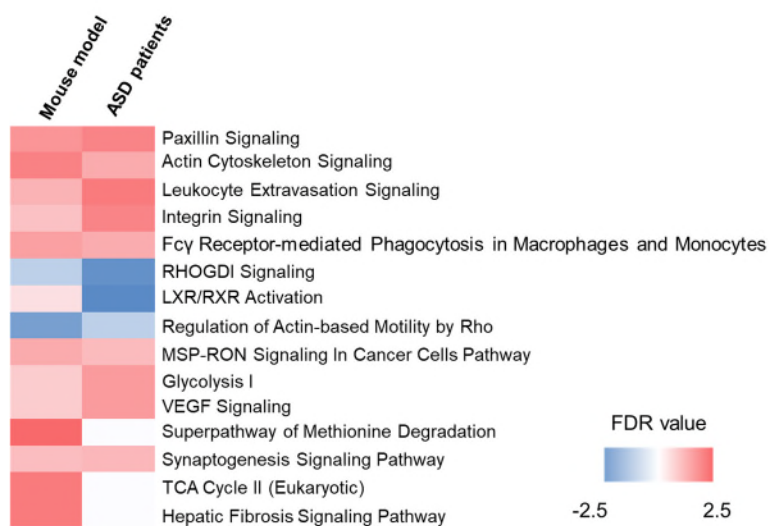 Mouse model
ASD patients
Paxillin Signaling
Actin Cytoskeleton Signaling
Leukocyte Extravasation Signaling
Integrin Signaling
Fcγ Receptor-mediated Phagocytosis in Macrophages and Monocytes
RHOGDI Signaling
LXR/RXR Activation
Regulation of Actin-based Motility by Rho
MSP-RON Signaling In Cancer Cells Pathway
Glycolysis I
VEGF Signaling
Superpathway of Methionine Degradation
Synaptogenesis Signaling Pathway
TCA Cycle II (Eukaryotic)
Hepatic Fibrosis Signaling Pathway
FDR value
-2.5 2.5